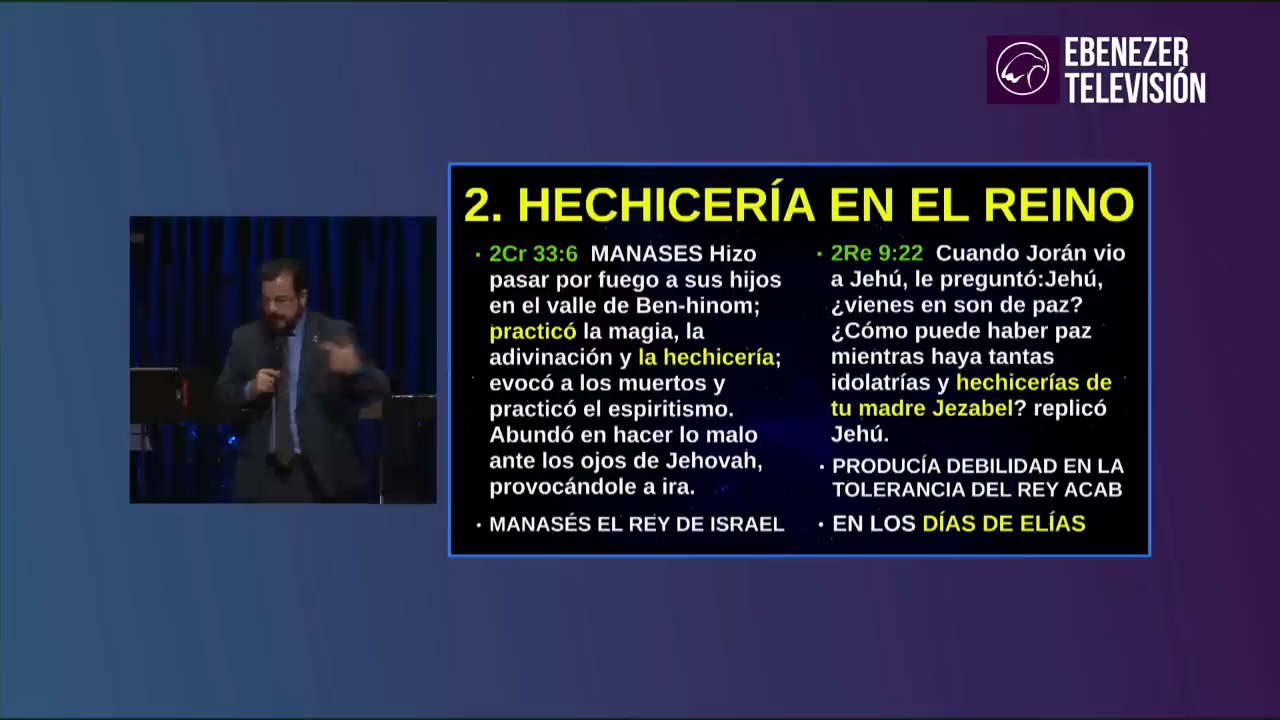 EBENEZER
TELEVISIÓN
2. HECHICERÍA EN EL REINO
• 2Cr 33:6 MANASES Hizo
pasar por fuego a sus hijos
en el valle de Ben-hinom;
practicó la magia, la
adivinación y la hechicería;
evocó a los muertos y
practicó el espiritismo.
Abundó en hacer lo malo
ante los ojos de Jehovah,
provocándole a ira.
• MANASÉS EL REY DE ISRAEL
• 2Re 9:22 Cuando Jorán vio
a Jehú, le preguntó:Jehú,
¿vienes en son de paz?
¿Cómo puede haber paz
mientras haya tantas
idolatrías y hechicerías de
tu madre Jezabel? replicó
Jehú.
• PRODUCÍA DEBILIDAD EN LA
TOLERANCIA DEL REY ACAB
• EN LOS DÍAS DE ELÍAS